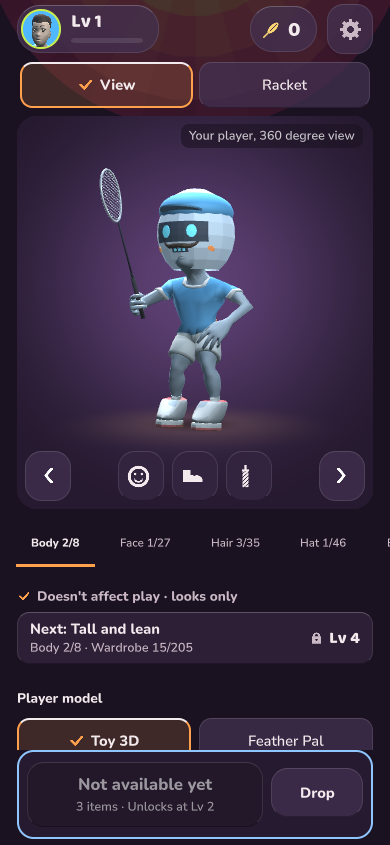 Lv 1
0
View
Racket
Your player, 360 degree view
Body 2/8
Face 1/27
Hair 3/35
Hat 1/46
Doesn't affect play · looks only
Next: Tall and lean
Body 2/8 · Wardrobe 15/205
Lv 4
Player model
Toy 3D
Feather Pal
Not available yet
3 items · Unlocks at Lv 2
Drop